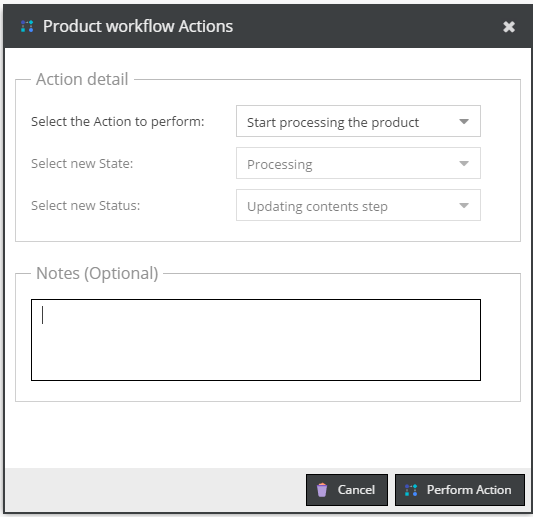 Product workflow Actions
Action detail
Select the Action to perform: Start processing the product
Select new State: Processing
Select new Status: Updating contents step
Notes (Optional)
Cancel Perform Action